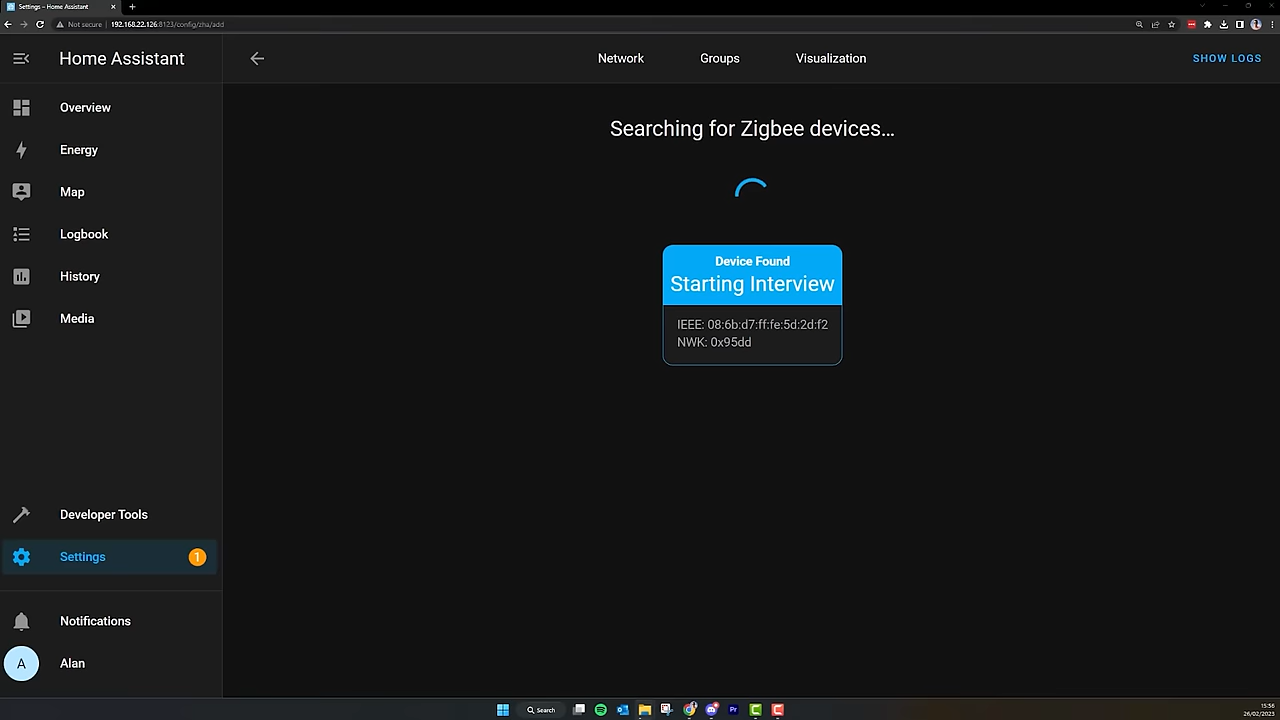 Settings – Home Assistant
Not secure
192.168.22.126:8123/config/zha/add
Home Assistant
Network
Groups
Visualization
SHOW LOGS
Overview
Energy
Map
Logbook
History
Media
Developer Tools
Settings
1
Notifications
A
Alan
Searching for Zigbee devices…
Device Found
Starting Interview
IEEE: 08:6b:d7:ff:fe:5d:2d:f2
NWK: 0x95dd
Search
Pr
15:56
26/02/2023